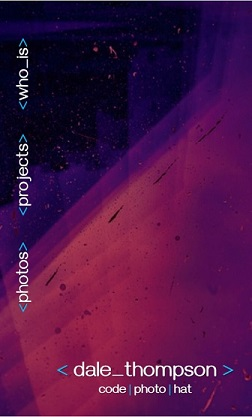 <who_is>
<projects>
<photos>
< dale_thompson >
code|photo|hat